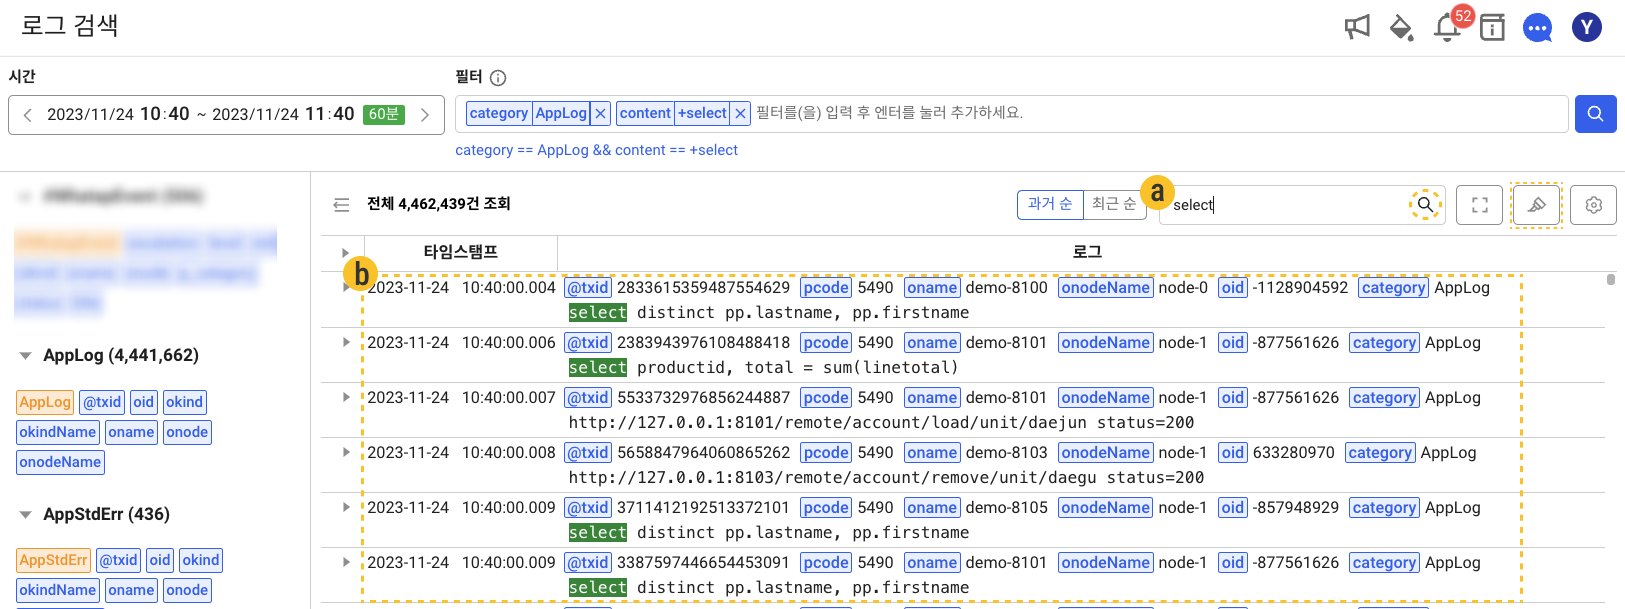 로그 검색
52
Y
시간
필터
2023/11/24 10:40 ~ 2023/11/24 11:40 60분
category AppLog × content +select × 필터를(을) 입력 후 엔터를 눌러 추가하세요.
category == AppLog && content == +select
전체 4,462,439건 조회
과거 순 최근 순
a
select
타임스탬프 로그
b
2023-11-24 10:40:00.004 @txid 2833615359487554629 pcode 5490 oname demo-8100 onodeName node-0 oid -1128904592 category AppLog
select distinct pp.lastname, pp.firstname
2023-11-24 10:40:00.006 @txid 2383943976108488418 pcode 5490 oname demo-8101 onodeName node-1 oid -877561626 category AppLog
select productid, total = sum(linetotal)
2023-11-24 10:40:00.007 @txid 5533732976856244887 pcode 5490 oname demo-8101 onodeName node-1 oid -877561626 category AppLog
http://127.0.0.1:8101/remote/account/load/unit/daejun status=200
2023-11-24 10:40:00.008 @txid 5658847964060865262 pcode 5490 oname demo-8103 onodeName node-1 oid 633280970 category AppLog
http://127.0.0.1:8103/remote/account/remove/unit/daegu status=200
2023-11-24 10:40:00.009 @txid 3711412192513372101 pcode 5490 oname demo-8105 onodeName node-1 oid -857948929 category AppLog
select distinct pp.lastname, pp.firstname
2023-11-24 10:40:00.009 @txid 3387597446654453091 pcode 5490 oname demo-8101 onodeName node-1 oid -877561626 category AppLog
select distinct pp.lastname, pp.firstname
AppLog (4,441,662)
AppLog @txid oid okind
okindName oname onode
onodeName
AppStdErr (436)
AppStdErr @txid oid okind
okindName oname onode